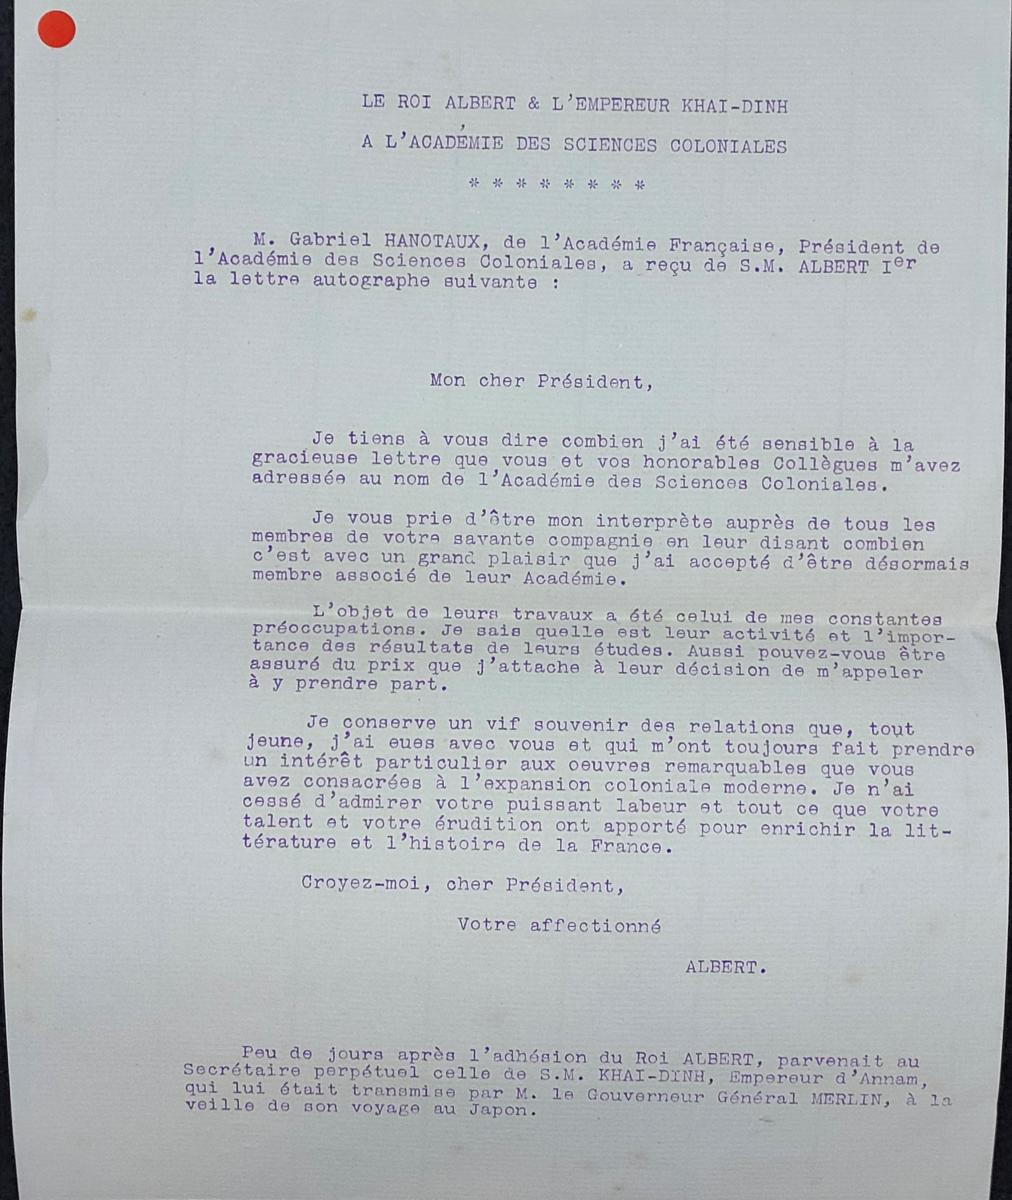 LE ROI ALBERT & L'EMPEREUR KHAI-DINH
A L'ACADÉMIE DES SCIENCES COLONIALES
* * * * * * * *
M. Gabriel HANOTAUX, de l'Académie Française, Président de
l'Académie des Sciences Coloniales, a reçu de S.M. ALBERT Ier
la lettre autographe suivante :
Mon cher Président,
Je tiens à vous dire combien j'ai été sensible à la
gracieuse lettre que vous et vos honorables Collègues m'avez
adressée au nom de l'Académie des Sciences Coloniales.
Je vous prie d'être mon interprète auprès de tous les
membres de votre savante compagnie en leur disant combien
c'est avec un grand plaisir que j'ai accepté d'être désormais
membre associé de leur Académie.
L'objet de leurs travaux a été celui de mes constantes
préoccupations. Je sais quelle est leur activité et l'impor-
tance des résultats de leurs études. Aussi pouvez-vous être
assuré du prix que j'attache à leur décision de m'appeler
à y prendre part.
Je conserve un vif souvenir des relations que, tout
jeune, j'ai eues avec vous et qui m'ont toujours fait prendre
un intérêt particulier aux oeuvres remarquables que vous
avez consacrées à l'expansion coloniale moderne. Je n'ai
cessé d'admirer votre puissant labeur et tout ce que votre
talent et votre érudition ont apporté pour enrichir la lit-
térature et l'histoire de la France.
Croyez-moi, cher Président,
Votre affectionné
ALBERT.
Peu de jours après l'adhésion du Roi ALBERT, parvenait au
Secrétaire perpétuel celle de S.M. KHAI-DINH, Empereur d'Annam,
qui lui était transmise par M. le Gouverneur Général MERLIN, à la
veille de son voyage au Japon.